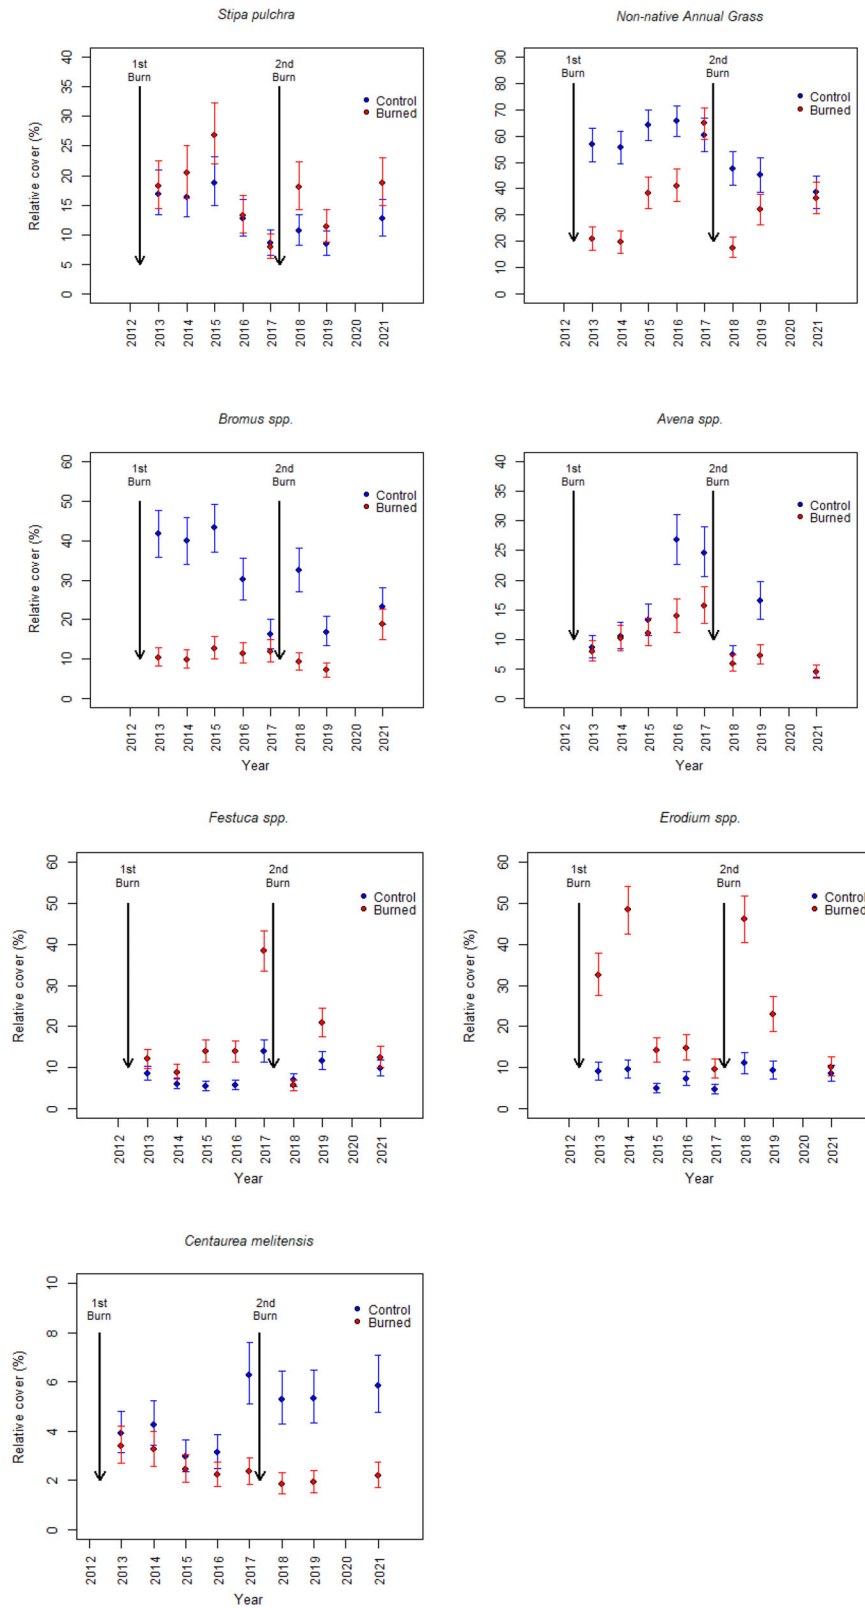 Stipa pulchra
Relative cover (%)
40
35
30
25
20
15
10
5
0
1st
Burn
2nd
Burn
Control
Burned
2012
2013
2014
2015
2016
2017
2018
2019
2020
2021
Non-native Annual Grass
90
80
70
60
50
40
30
20
10
0
1st
Burn
2nd
Burn
Control
Burned
2012
2013
2014
2015
2016
2017
2018
2019
2020
2021
Bromus spp.
Relative cover (%)
60
50
40
30
20
10
0
1st
Burn
2nd
Burn
Control
Burned
2012
2013
2014
2015
2016
2017
2018
2019
2020
2021
Year
Avena spp.
40
35
30
25
20
15
10
5
0
1st
Burn
2nd
Burn
Control
Burned
2012
2013
2014
2015
2016
2017
2018
2019
2020
2021
Year
Festuca spp.
Relative cover (%)
60
50
40
30
20
10
0
1st
Burn
2nd
Burn
Control
Burned
2012
2013
2014
2015
2016
2017
2018
2019
2020
2021
Year
Erodium spp.
60
50
40
30
20
10
0
1st
Burn
2nd
Burn
Control
Burned
2012
2013
2014
2015
2016
2017
2018
2019
2020
2021
Year
Centaurea melitensis
Relative cover (%)
10
8
6
4
2
0
1st
Burn
2nd
Burn
Control
Burned
2012
2013
2014
2015
2016
2017
2018
2019
2020
2021
Year